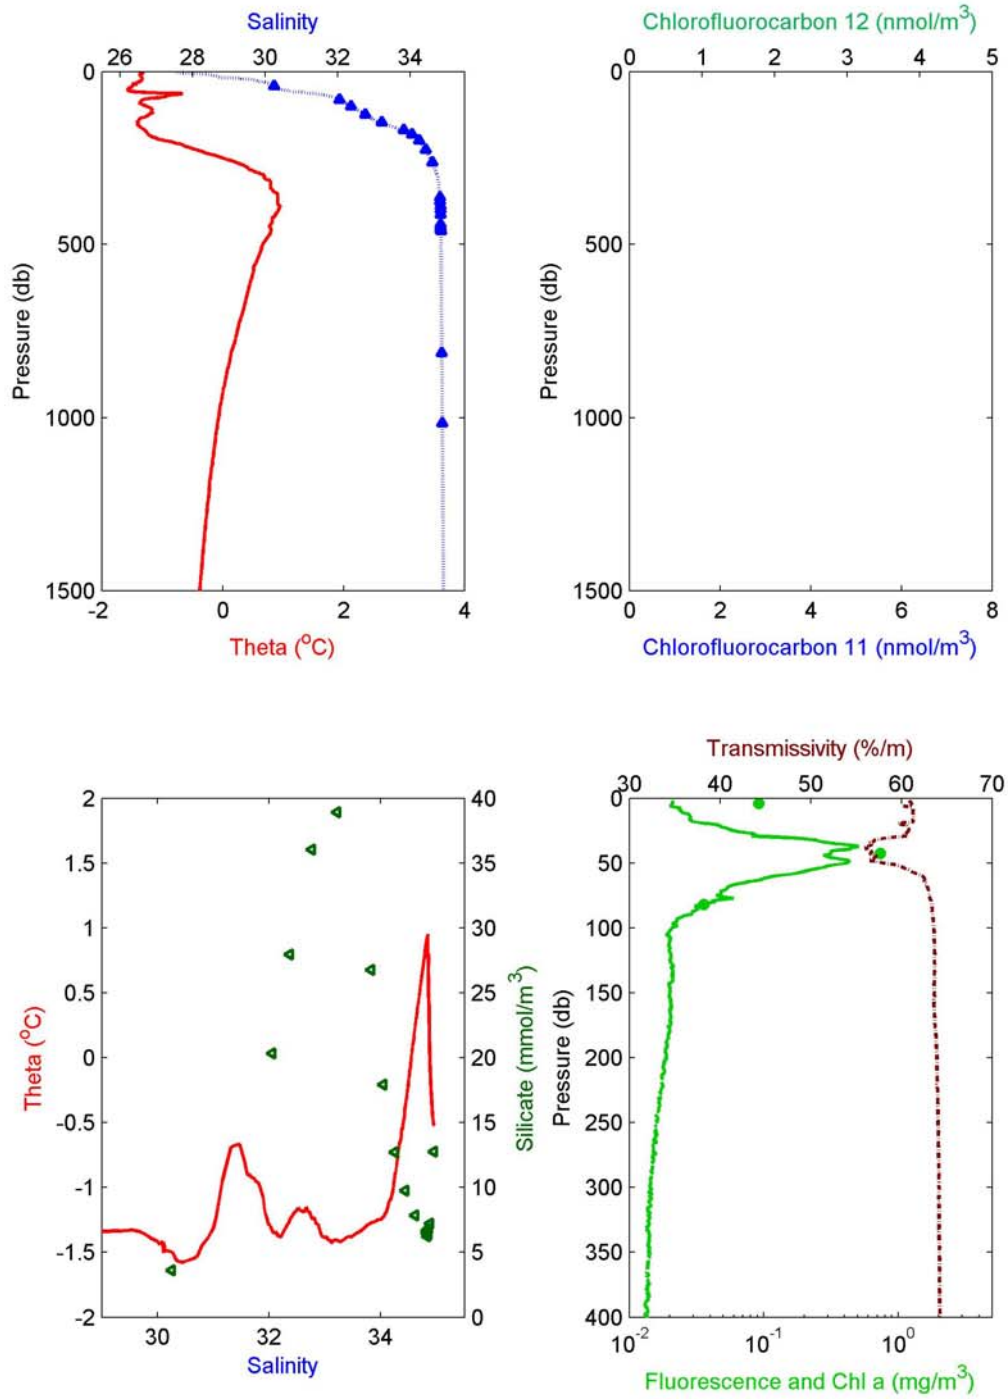 Salinity
26 28 30 32 34
0
500
1000
1500
Pressure (db)
-2 0 2 4
Theta (°C)
Chlorofluorocarbon 12 (nmol/m³)
0 1 2 3 4 5
0
500
1000
1500
Pressure (db)
0 2 4 6 8
Chlorofluorocarbon 11 (nmol/m³)
2
1.5
1
0.5
0
-0.5
-1
-1.5
-2
Theta (°C)
40
35
30
25
20
15
10
5
0
Silicate (mmol/m³)
30 32 34
Salinity
Transmissivity (%/m)
30 40 50 60 70
0
50
100
150
200
250
300
350
400
Pressure (db)
10⁻² 10⁻¹ 10⁰
Fluorescence and Chl a (mg/m³)